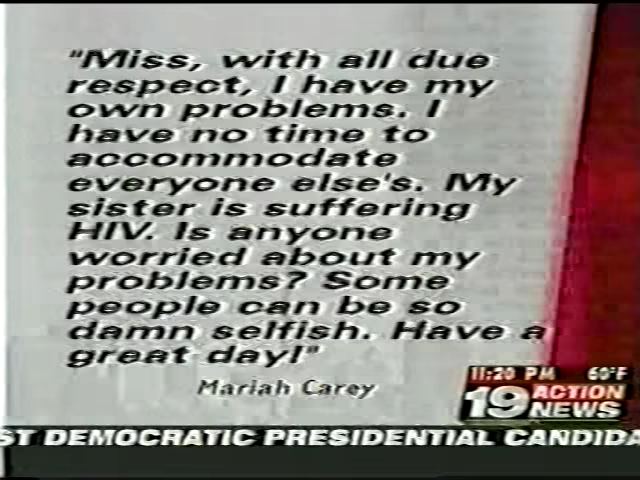 "Miss, with all due
respect, I have my
own problems. I
have no time to
accommodate
everyone else's. My
sister is suffering
HIV. Is anyone
worried about my
problems? Some
people can be so
damn selfish. Have a
great day!"
Mariah Carey
11:20 PM 60°F
19 ACTION
NEWS
ST DEMOCRATIC PRESIDENTIAL CANDIDA